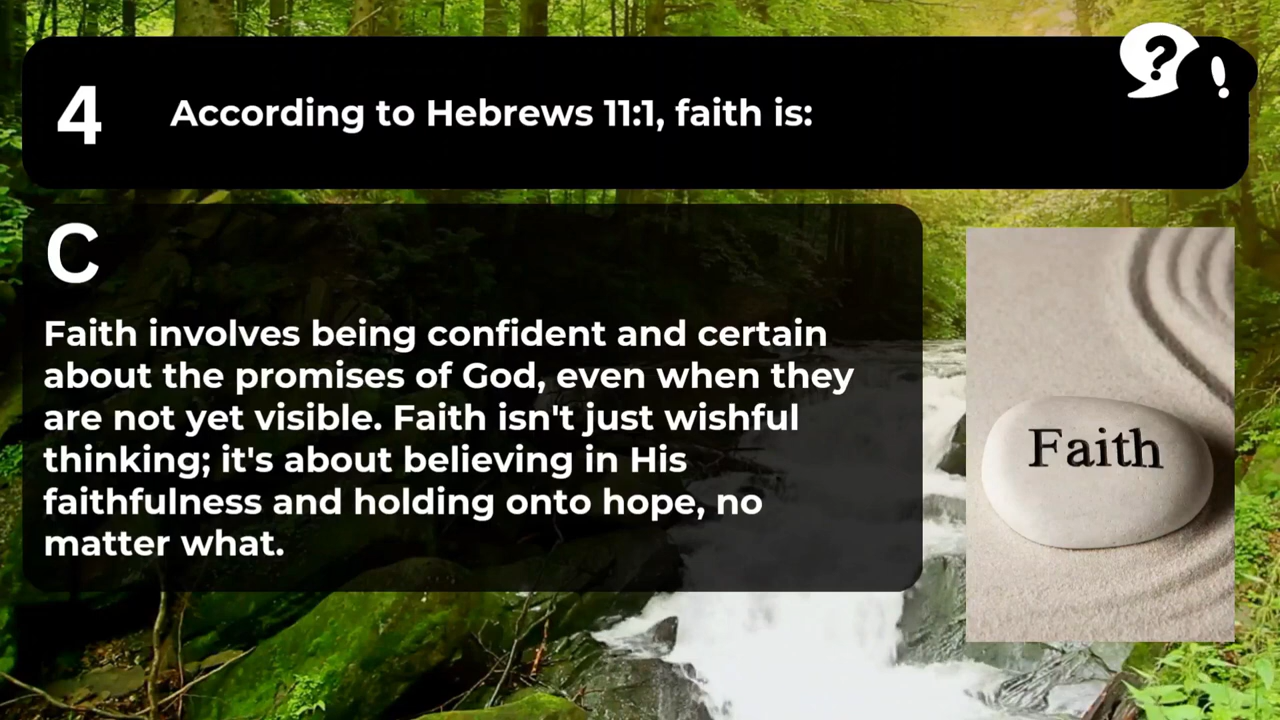 4
According to Hebrews 11:1, faith is:
?
!
C
Faith involves being confident and certain
about the promises of God, even when they
are not yet visible. Faith isn't just wishful
thinking; it's about believing in His
faithfulness and holding onto hope, no
matter what.
Faith